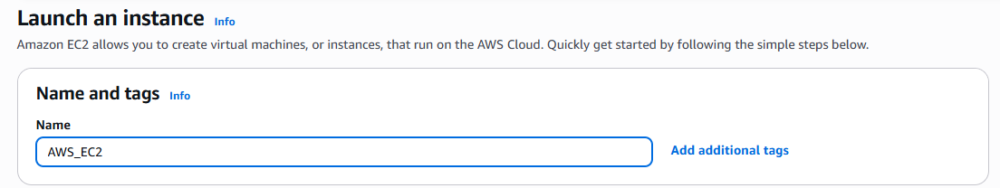 Launch an instance Info
Amazon EC2 allows you to create virtual machines, or instances, that run on the AWS Cloud. Quickly get started by following the simple steps below.
Name and tags Info
Name
AWS_EC2 Add additional tags